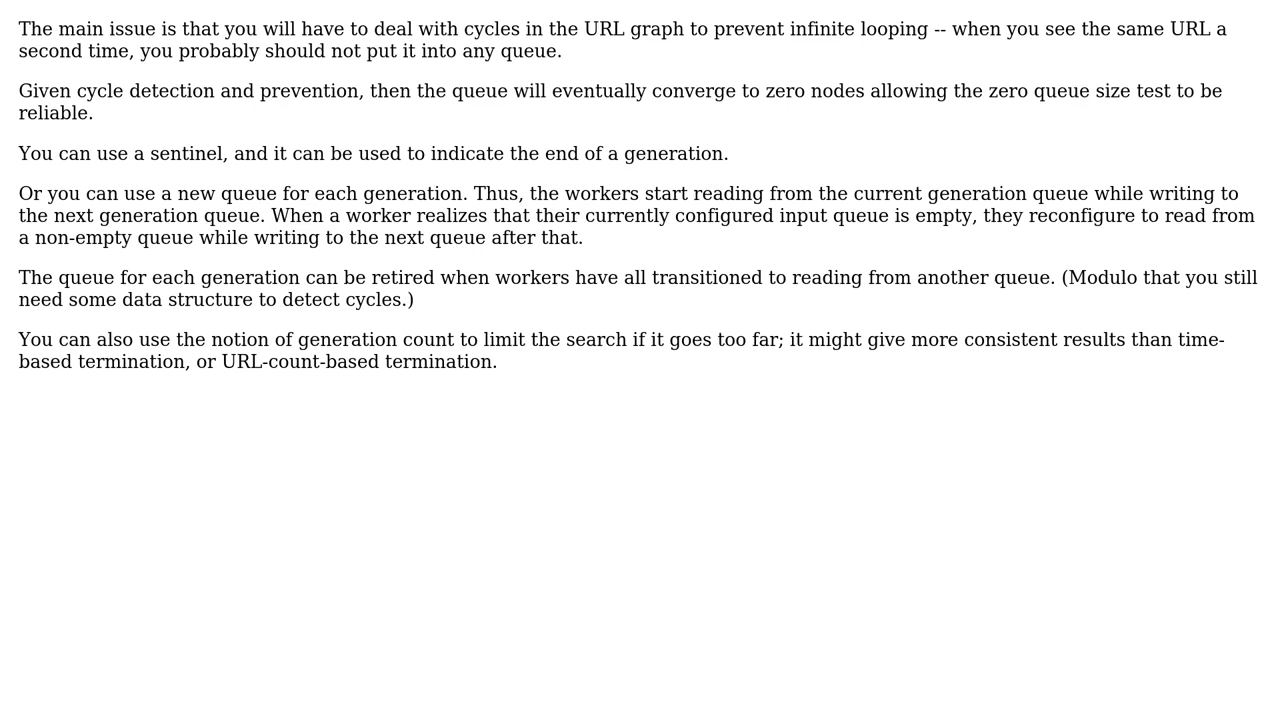 The main issue is that you will have to deal with cycles in the URL graph to prevent infinite looping -- when you see the same URL a
second time, you probably should not put it into any queue.
Given cycle detection and prevention, then the queue will eventually converge to zero nodes allowing the zero queue size test to be
reliable.
You can use a sentinel, and it can be used to indicate the end of a generation.
Or you can use a new queue for each generation. Thus, the workers start reading from the current generation queue while writing to
the next generation queue. When a worker realizes that their currently configured input queue is empty, they reconfigure to read from
a non-empty queue while writing to the next queue after that.
The queue for each generation can be retired when workers have all transitioned to reading from another queue. (Modulo that you still
need some data structure to detect cycles.)
You can also use the notion of generation count to limit the search if it goes too far; it might give more consistent results than time-
based termination, or URL-count-based termination.